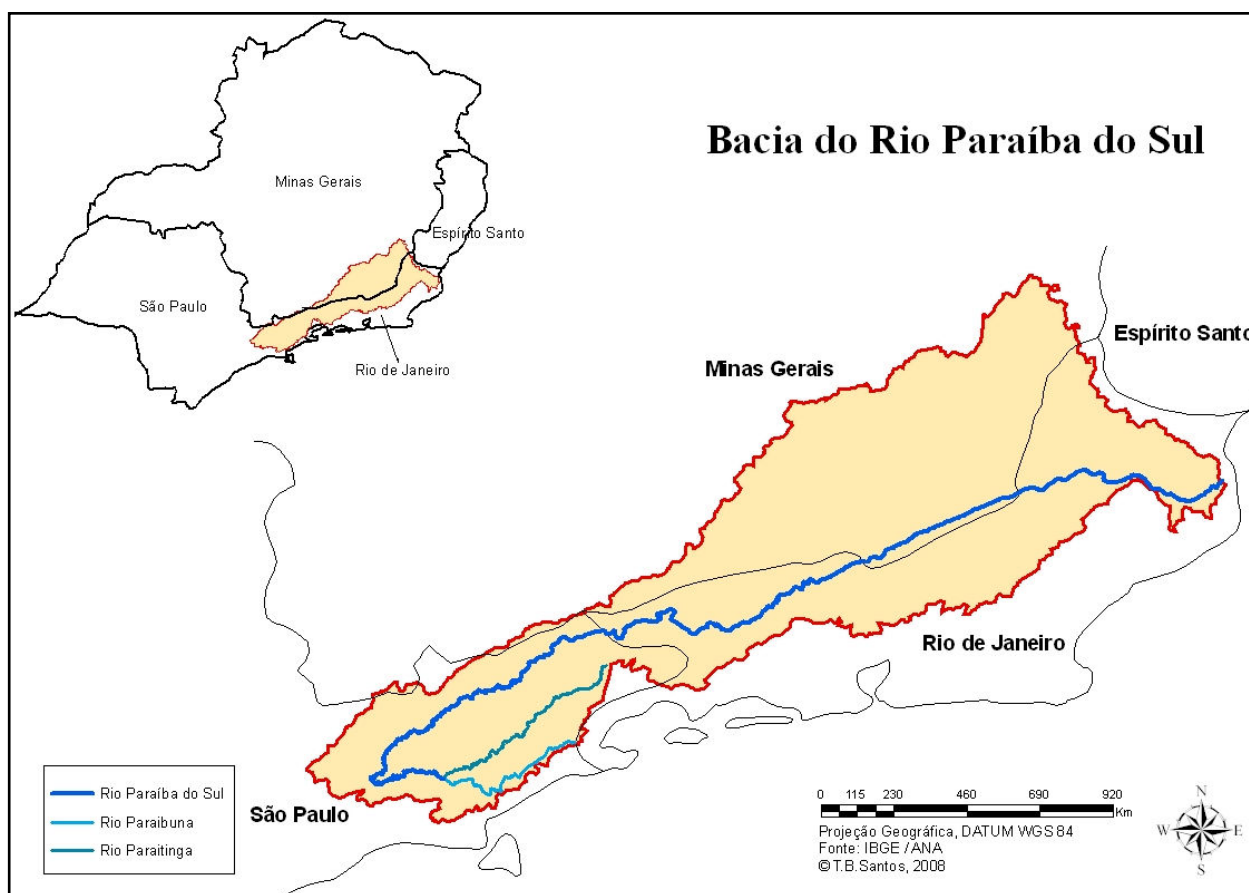 Bacia do Rio Paraíba do Sul
Minas Gerais
Espírito Santo
São Paulo
Rio de Janeiro
Espírito Santo
Minas Gerais
Rio de Janeiro
São Paulo
Rio Paraíba do Sul
Rio Paraibuna
Rio Paraitinga
0 115 230 460 690 920
Km
Projeção Geográfica, DATUM WGS 84
Fonte: IBGE / ANA
© T.B.Santos, 2008
N
W E
S